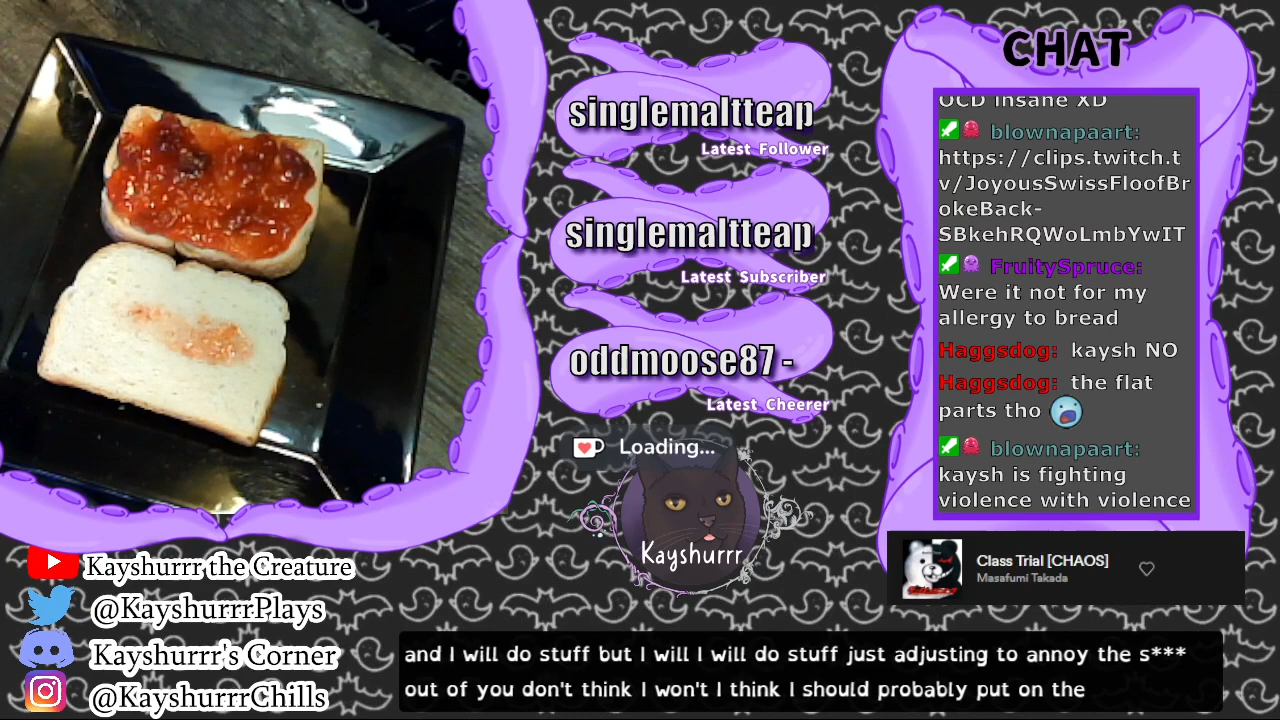 singlemaltteap
Latest Follower
singlemaltteap
Latest Subscriber
oddmoose87 -
Latest Cheerer
Loading...
Kayshurrr
CHAT
OCD insane XD
blownapaart:
https://clips.twitch.t
v/JoyousSwissFloofBr
okeBack-
SBkehRQWoLmbYwIT
FruitySpruce:
Were it not for my
allergy to bread
Haggsdog: kaysh NO
Haggsdog: the flat
parts tho
blownapaart:
kaysh is fighting
violence with violence
Class Trial [CHAOS]
Masafumi Takada
Kayshurrr the Creature
@KayshurrrPlays
Kayshurrr's Corner
@KayshurrrChills
and I will do stuff but I will I will do stuff just adjusting to annoy the s***
out of you don't think I won't I think I should probably put on the